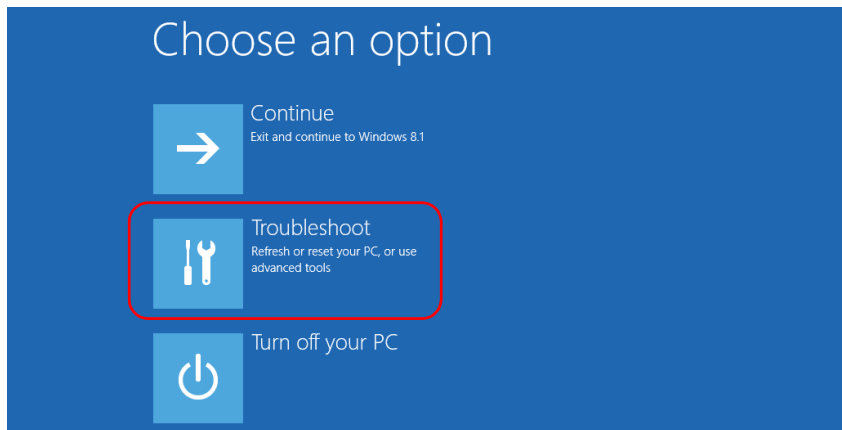 Choose an option
Continue
Exit and continue to Windows 8.1
Troubleshoot
Refresh or reset your PC, or use
advanced tools
Turn off your PC